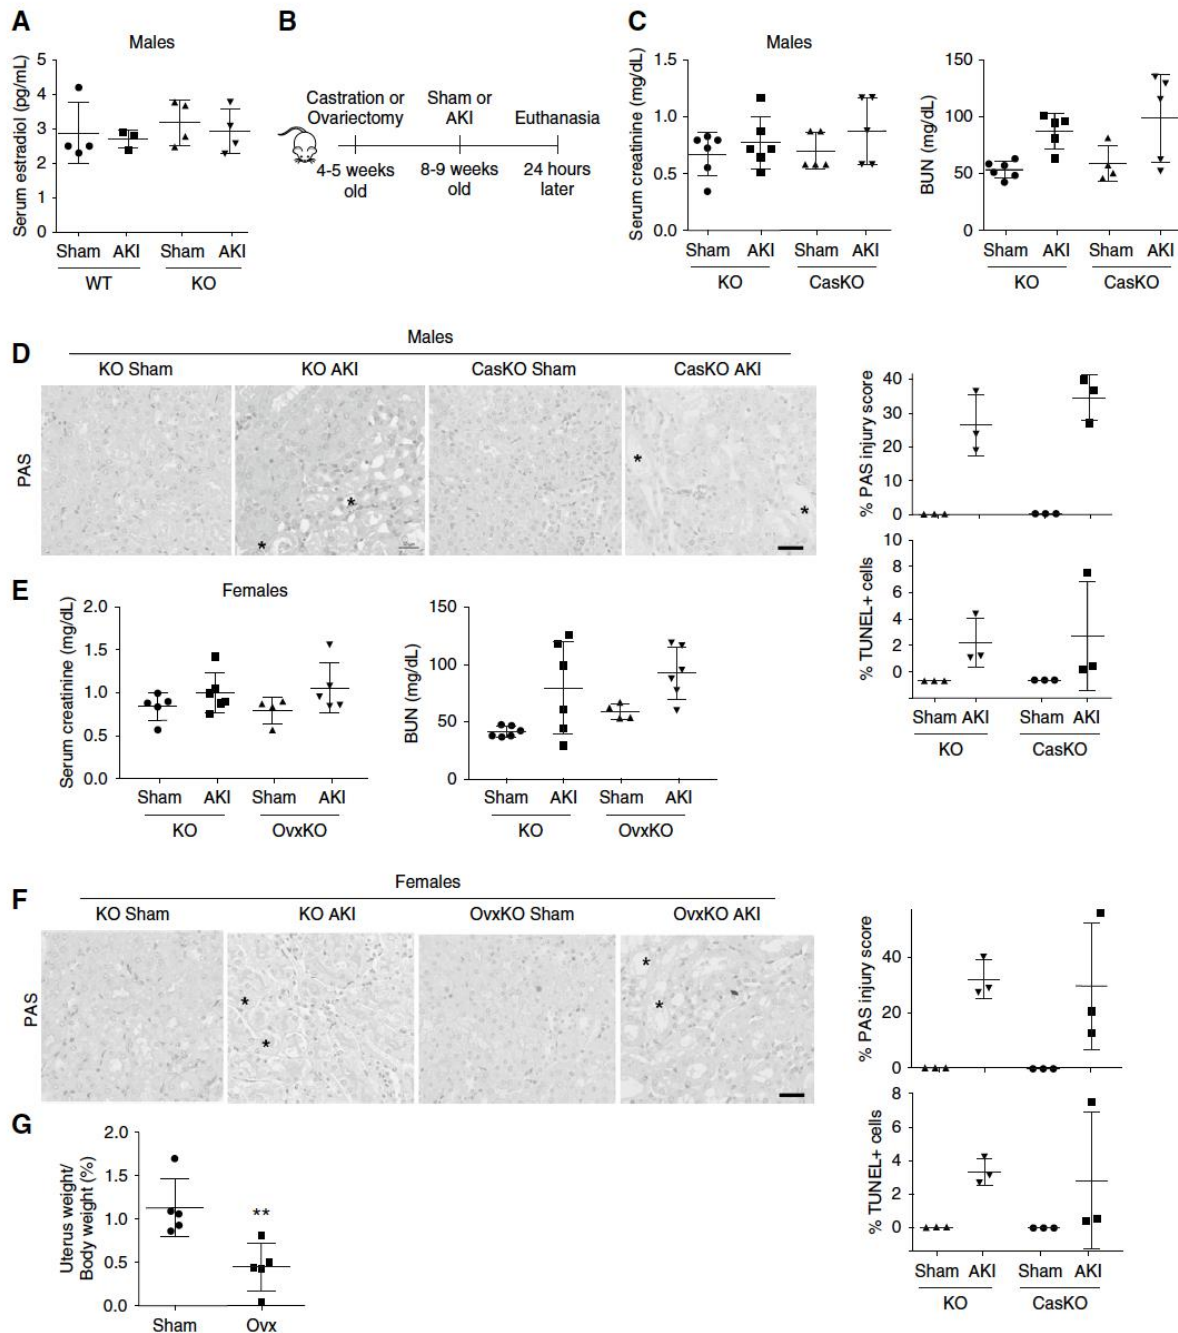 A
Males
Serum estradiol (pg/mL)
5
4
3
2
1
0
Sham AKI Sham AKI
WT KO
B
Castration or
Ovariectomy
Sham or
AKI
Euthanasia
4-5 weeks
old
8-9 weeks
old
24 hours
later
C
Males
Serum creatinine (mg/dL)
1.5
1.0
0.5
0.0
Sham AKI Sham AKI
KO CasKO
BUN (mg/dL)
150
100
50
0
Sham AKI Sham AKI
KO CasKO
D
Males
KO Sham KO AKI CasKO Sham CasKO AKI
PAS
* * * *
% PAS injury score
40
30
20
10
0
% TUNEL+ cells
10
8
6
4
2
0
Sham AKI Sham AKI
KO CasKO
E
Females
Serum creatinine (mg/dL)
2.0
1.5
1.0
0.5
0.0
Sham AKI Sham AKI
KO OvxKO
BUN (mg/dL)
150
100
50
0
Sham AKI Sham AKI
KO OvxKO
F
Females
KO Sham KO AKI OvxKO Sham OvxKO AKI
PAS
* * * *
% PAS injury score
40
20
0
% TUNEL+ cells
8
6
4
2
0
Sham AKI Sham AKI
KO CasKO
G
Uterus weight/
Body weight (%)
2.0
1.5
1.0
0.5
0.0
**
Sham Ovx